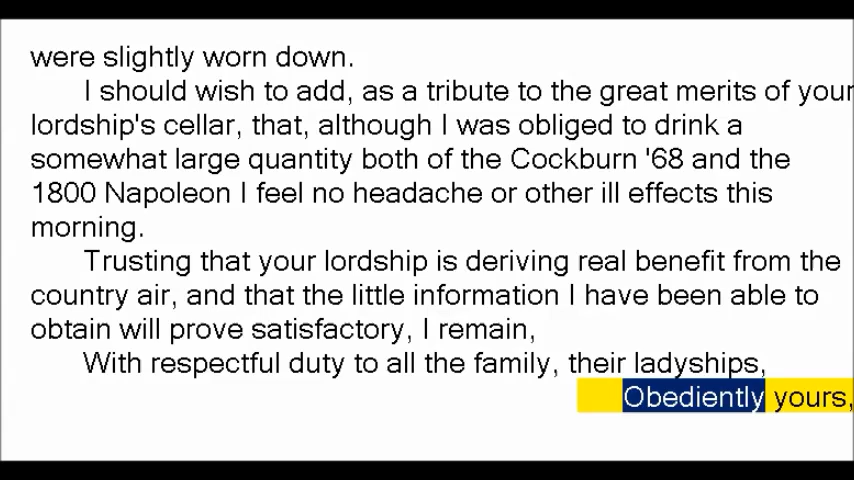 were slightly worn down.
I should wish to add, as a tribute to the great merits of your
lordship's cellar, that, although I was obliged to drink a
somewhat large quantity both of the Cockburn '68 and the
1800 Napoleon I feel no headache or other ill effects this
morning.
Trusting that your lordship is deriving real benefit from the
country air, and that the little information I have been able to
obtain will prove satisfactory, I remain,
With respectful duty to all the family, their ladyships,
Obediently yours,